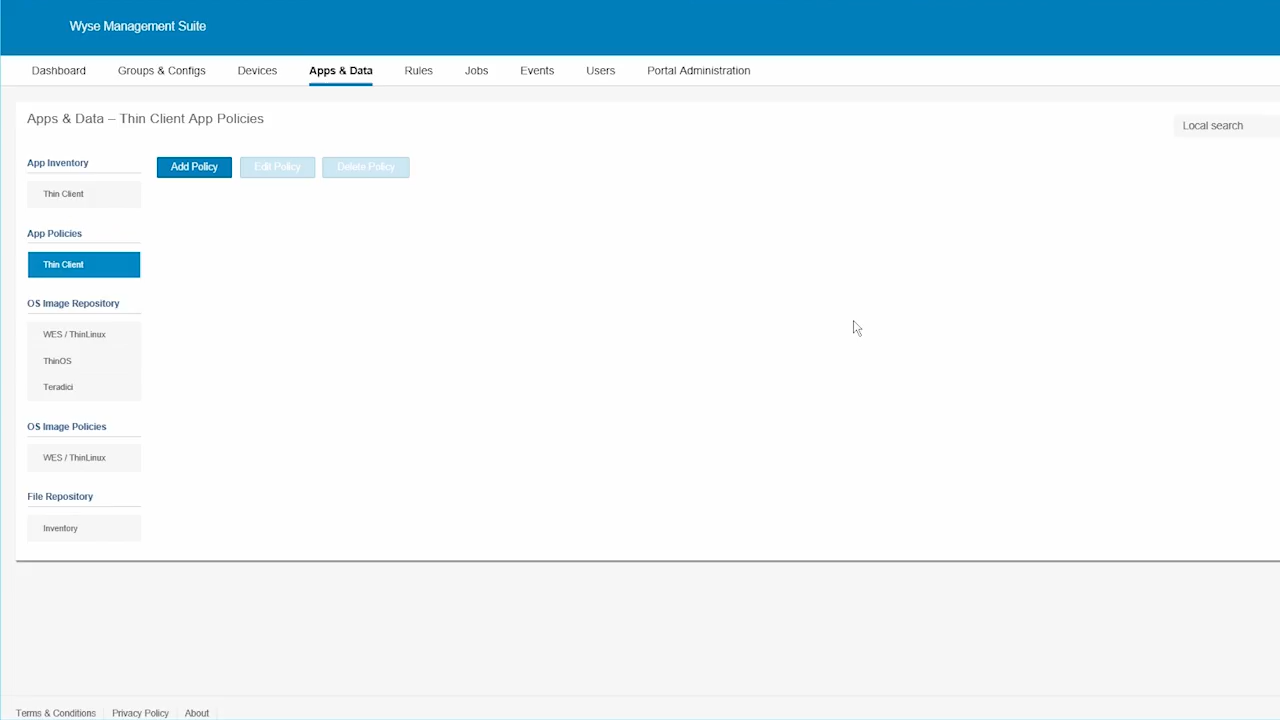 Wyse Management Suite
Dashboard Groups & Configs Devices Apps & Data Rules Jobs Events Users Portal Administration
Apps & Data – Thin Client App Policies
Local search
App Inventory
Thin Client
Add Policy Edit Policy Delete Policy
App Policies
Thin Client
OS Image Repository
WES / ThinLinux
ThinOS
Teradici
OS Image Policies
WES / ThinLinux
File Repository
Inventory
Terms & Conditions Privacy Policy About